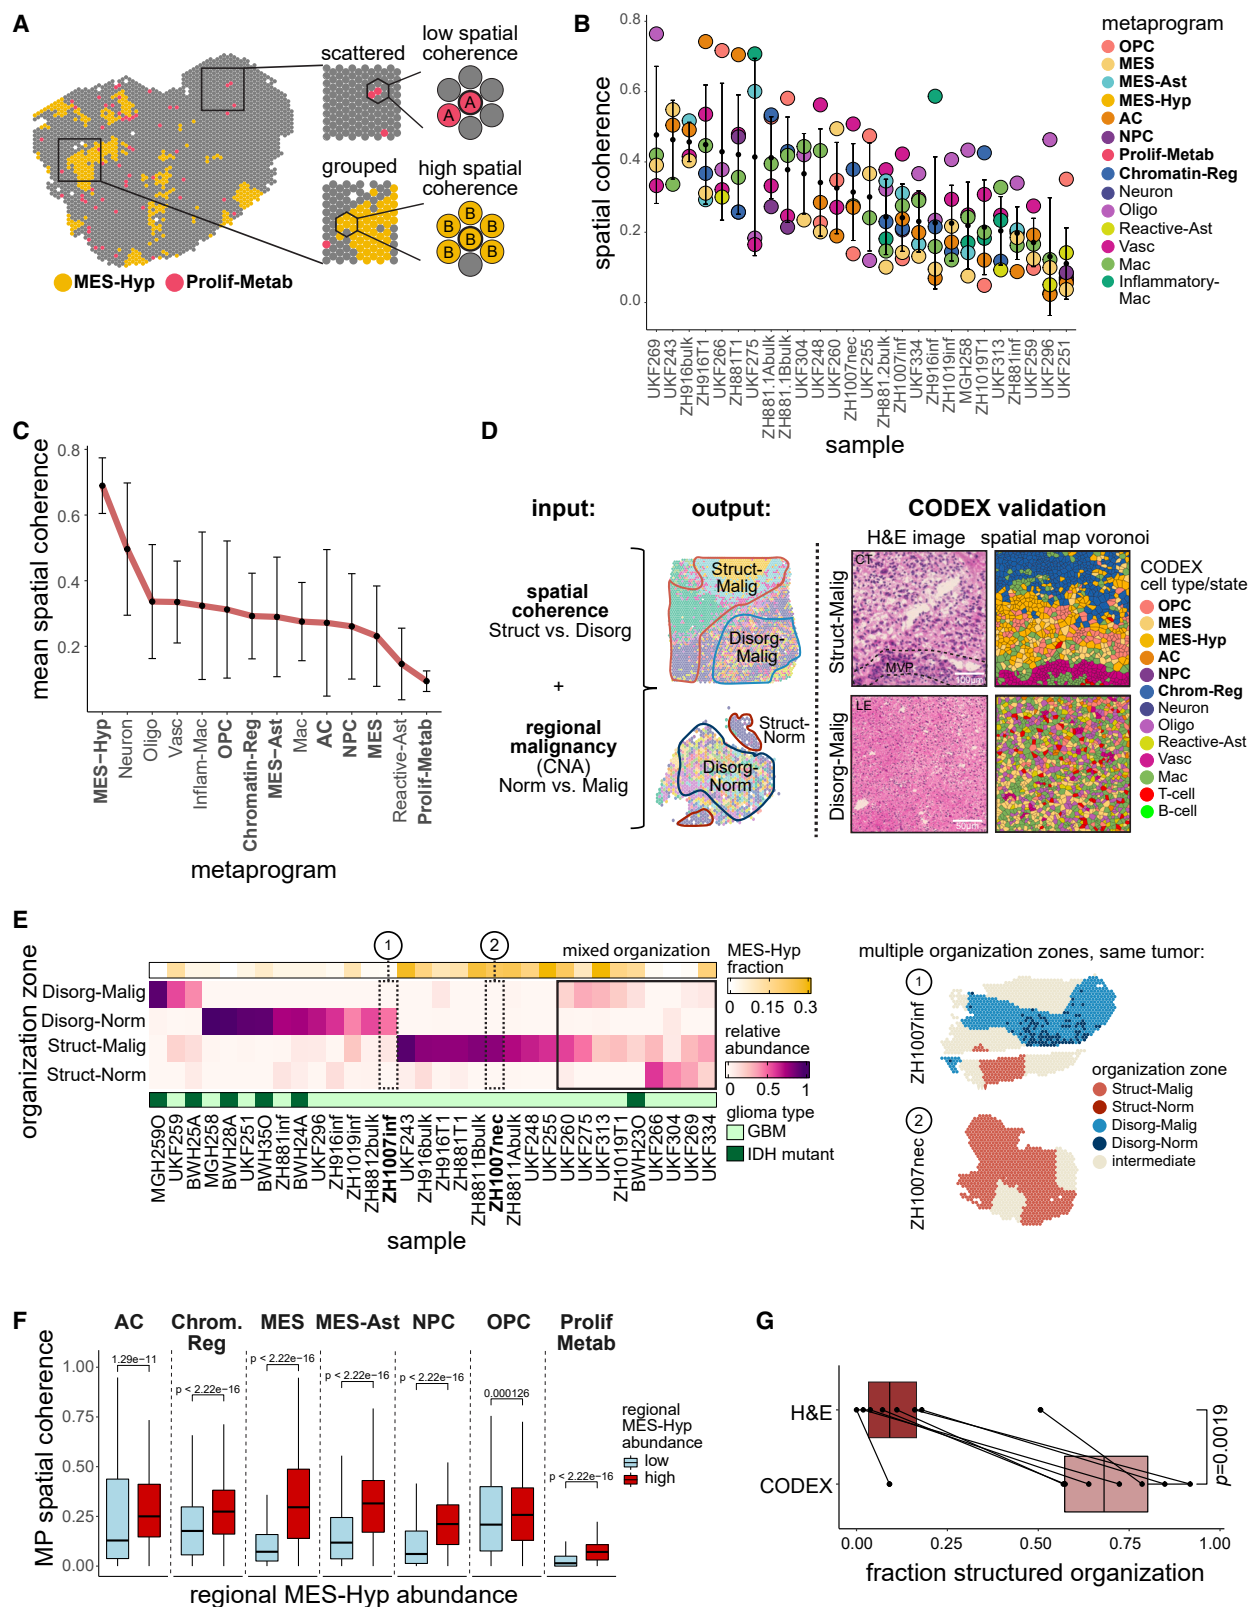 A
scattered
low spatial
coherence
A
A
grouped
high spatial
coherence
B
B
B
B
B
B
MES-Hyp
Prolif-Metab
B
spatial coherence
0.8
0.6
0.4
0.2
0.0
UKF269
UKF243
ZH916bulk
ZH916T1
UKF266
ZH881T1
UKF275
ZH881.1Abulk
ZH881.1Bbulk
UKF304
UKF248
UKF260
ZH1007nec
UKF255
ZH881.2bulk
ZH1007inf
UKF334
ZH916inf
ZH1019inf
MGH258
ZH1019T1
UKF313
ZH881inf
UKF259
UKF296
UKF251
sample
metaprogram
OPC
MES
MES-Ast
MES-Hyp
AC
NPC
Prolif-Metab
Chromatin-Reg
Neuron
Oligo
Reactive-Ast
Vasc
Mac
Inflammatory-
Mac
C
mean spatial coherence
0.8
0.6
0.4
0.2
MES-Hyp
Neuron
Oligo
Vasc
Inflam-Mac
OPC
Chromatin-Reg
MES-Ast
Mac
AC
NPC
MES
Reactive-Ast
Prolif-Metab
metaprogram
D
input:
output:
CODEX validation
H&E image
spatial map voronoi
spatial
coherence
Struct vs. Disorg
+
regional
malignancy
(CNA)
Norm vs. Malig
Struct-
Malig
Disorg-
Malig
Struct-
Norm
Disorg-
Norm
Struct-Malig
CT
MVP
100µm
Disorg-Malig
LE
50µm
CODEX
cell type/state
OPC
MES
MES-Hyp
AC
NPC
Chrom-Reg
Neuron
Oligo
Reactive-Ast
Vasc
Mac
T-cell
B-cell
E
organization zone
1
2
mixed organization
Disorg-Malig
Disorg-Norm
Struct-Malig
Struct-Norm
MGH259O
UKF259
BWH25A
MGH258
BWH28A
UKF251
BWH35O
ZH881inf
BWH24A
UKF296
ZH916inf
ZH1019inf
ZH8812bulk
ZH1007inf
UKF243
ZH916bulk
ZH916T1
ZH881T1
ZH8811Bbulk
ZH1007nec
ZH8811Abulk
UKF248
UKF255
UKF260
UKF275
UKF313
ZH1019T1
BWH23O
UKF266
UKF304
UKF269
UKF334
sample
MES-Hyp
fraction
0 0.15 0.3
relative
abundance
0 0.5 1
glioma type
GBM
IDH mutant
multiple organization zones, same tumor:
1
ZH1007inf
2
ZH1007nec
organization zone
Struct-Malig
Struct-Norm
Disorg-Malig
Disorg-Norm
intermediate
F
AC
Chrom.
Reg
MES
MES-Ast
NPC
OPC
Prolif
Metab
MP spatial coherence
1.00
0.75
0.50
0.25
0.00
1.29e-11
p < 2.22e-16
p < 2.22e-16
p < 2.22e-16
p < 2.22e-16
0.000126
p < 2.22e-16
regional MES-Hyp abundance
regional
MES-Hyp
abundance
low
high
G
H&E
CODEX
p=0.0019
0.00
0.25
0.50
0.75
1.00
fraction structured organization